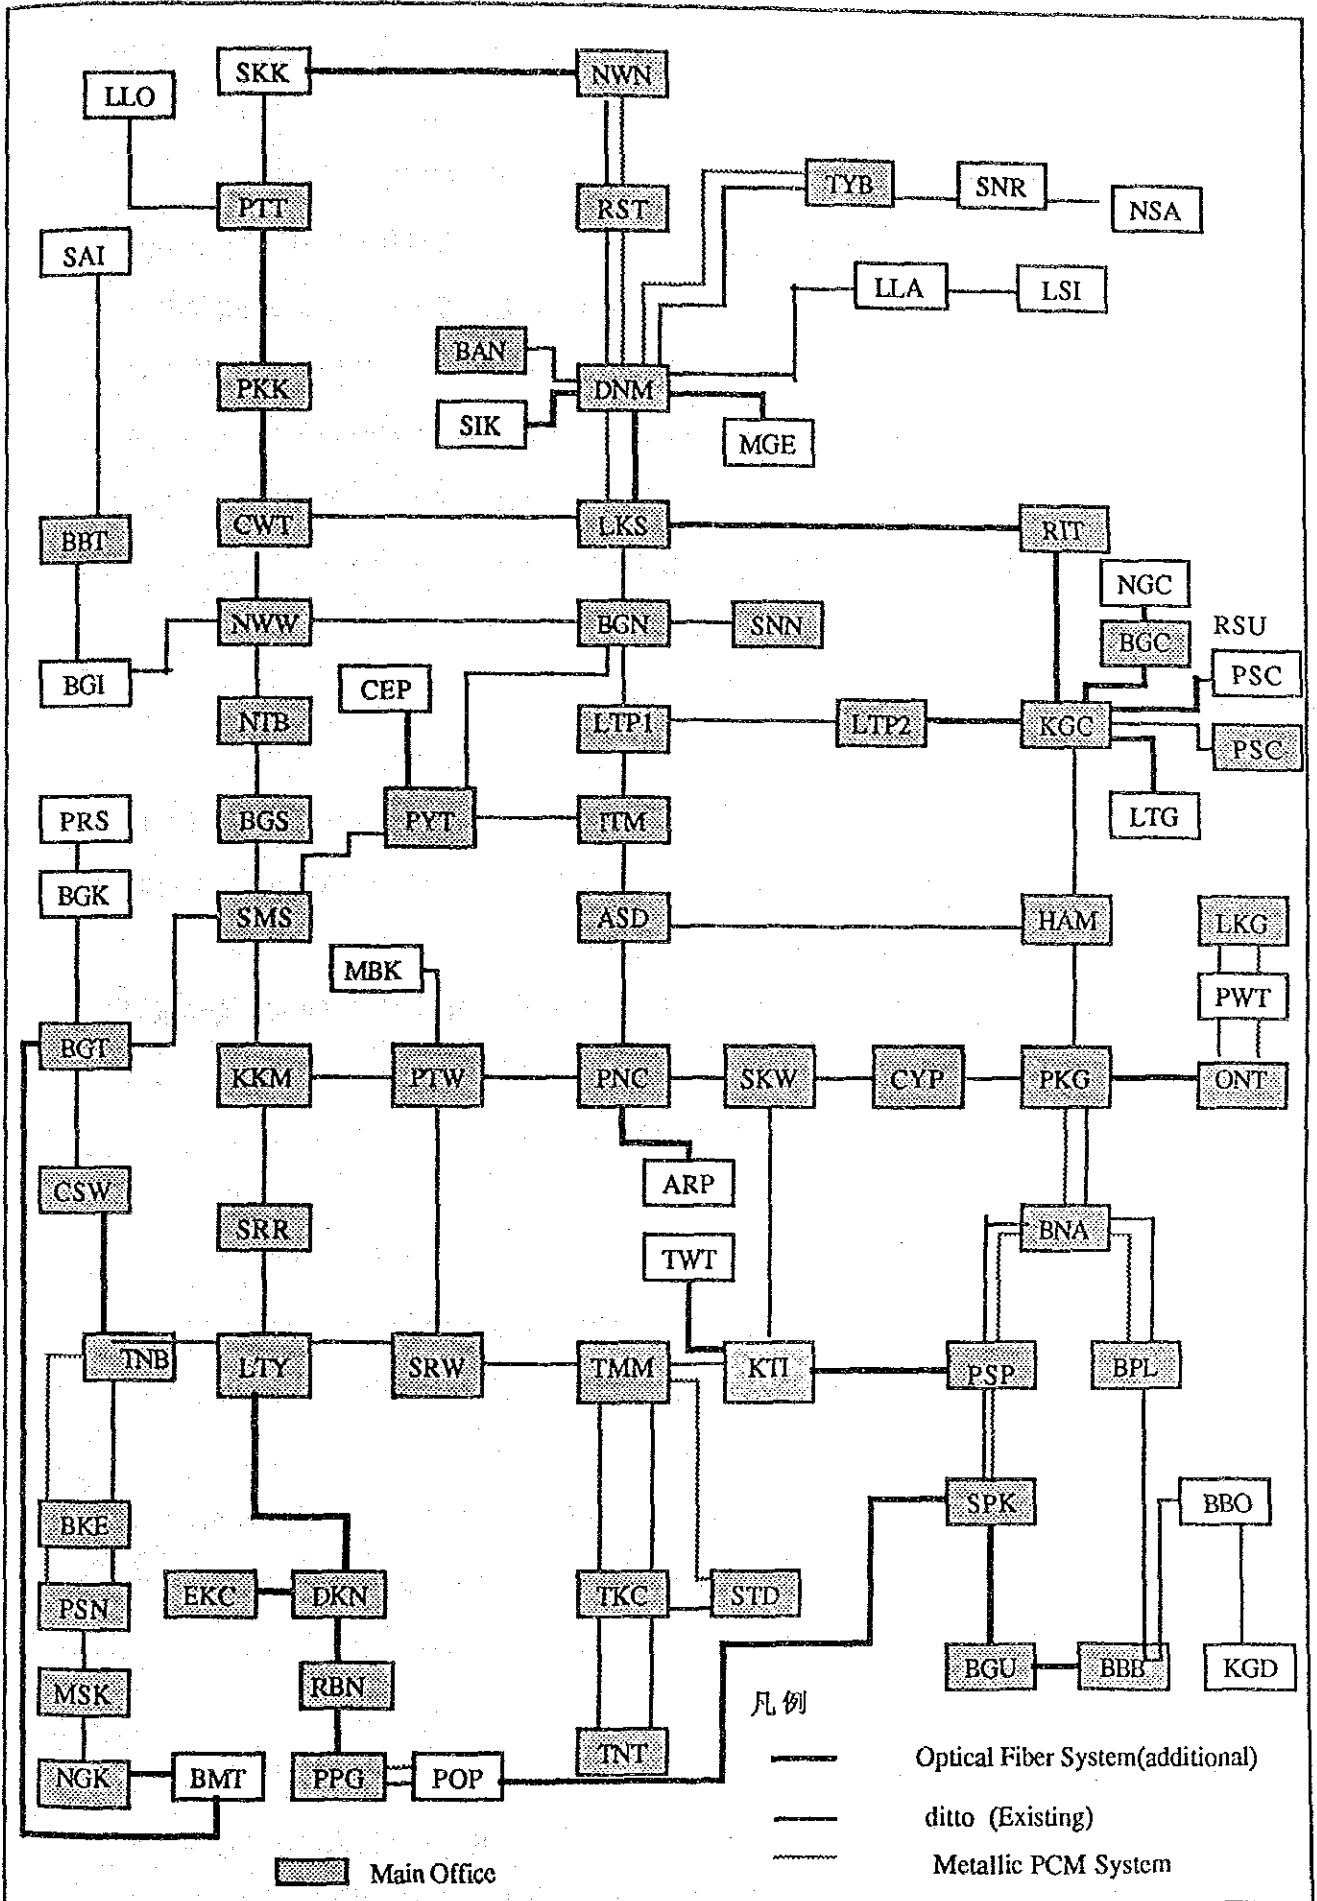 SKK
NWN
LLO
PTT
RST
TYB
SNR
NSA
SAI
LLA
LSI
BAN
PKK
DNM
SIK
MGE
CWT
LKS
RIT
BBT
NGC
NWW
BGN
SNN
BGC
RSU
BGI
CEP
PSC
NTB
LTP1
LTP2
KGC
PSC
PRS
BGS
PYT
ITM
LTG
BGK
SMS
ASD
HAM
LKG
MBK
PWT
BGT
KKM
PTW
PNC
SKW
CYP
PKG
ONT
CSW
ARP
SRR
BNA
TWT
TNB
LTY
SRW
TMM
KTI
PSP
BPL
SPK
BBO
BKE
EKC
DKN
TKC
STD
PSN
BGU
BBB
KGD
MSK
RBN
凡例
TNT
Optical Fiber System(additional)
NGK
BMT
PPG
POP
ditto (Existing)
Metallic PCM System
Main Office